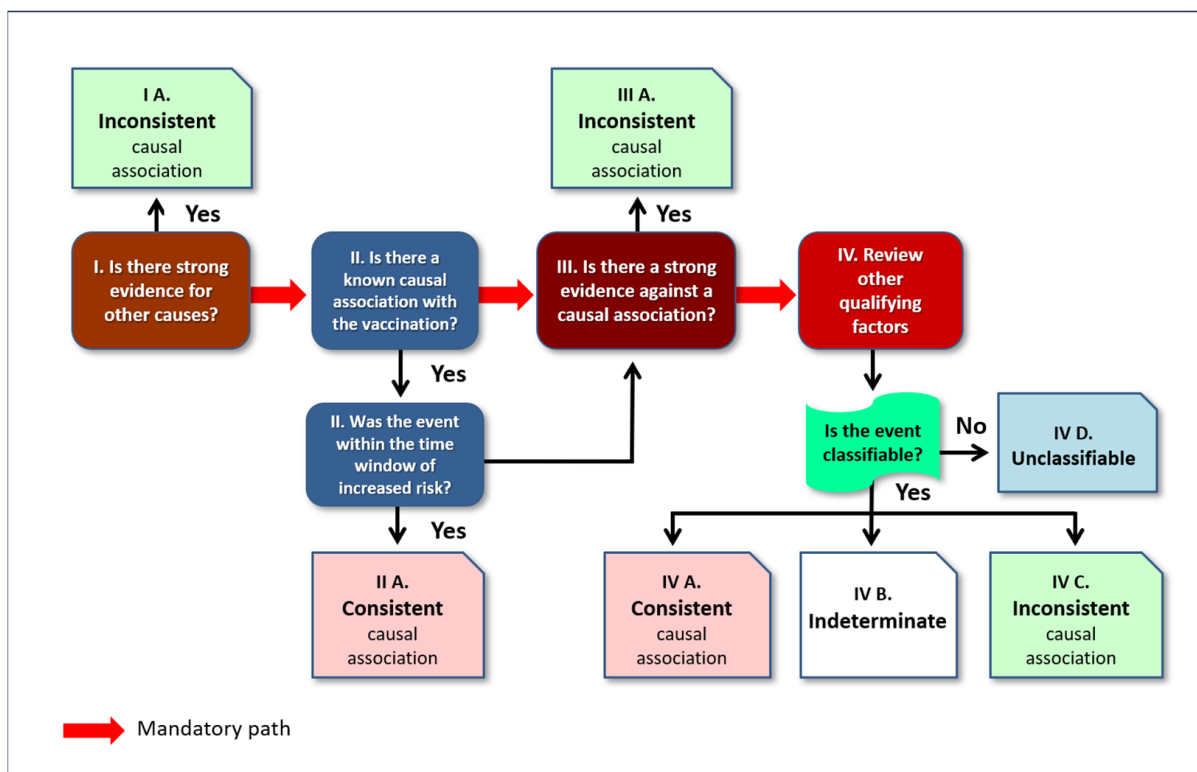 I A.
Inconsistent
causal
association
III A.
Inconsistent
causal
association
Yes
Yes
I. Is there strong
evidence for
other causes?
II. Is there a
known causal
association with
the vaccination?
III. Is there a strong
evidence against a
causal association?
IV. Review
other
qualifying
factors
Yes
II. Was the event
within the time
window of
increased risk?
Is the event
classifiable?
No
IV D.
Unclassifiable
Yes
Yes
II A.
Consistent
causal
association
IV A.
Consistent
causal
association
IV B.
Indeterminate
IV C.
Inconsistent
causal
association
Mandatory path